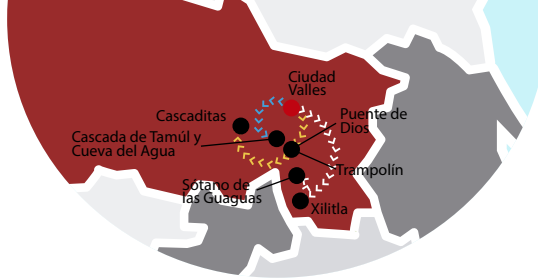 Ciudad
Valles
Cascaditas
Puente de
Dios
Cascada de Tamúl y
Cueva del Agua
Trampolín
Sótano de
las Guaguas
Xilitla